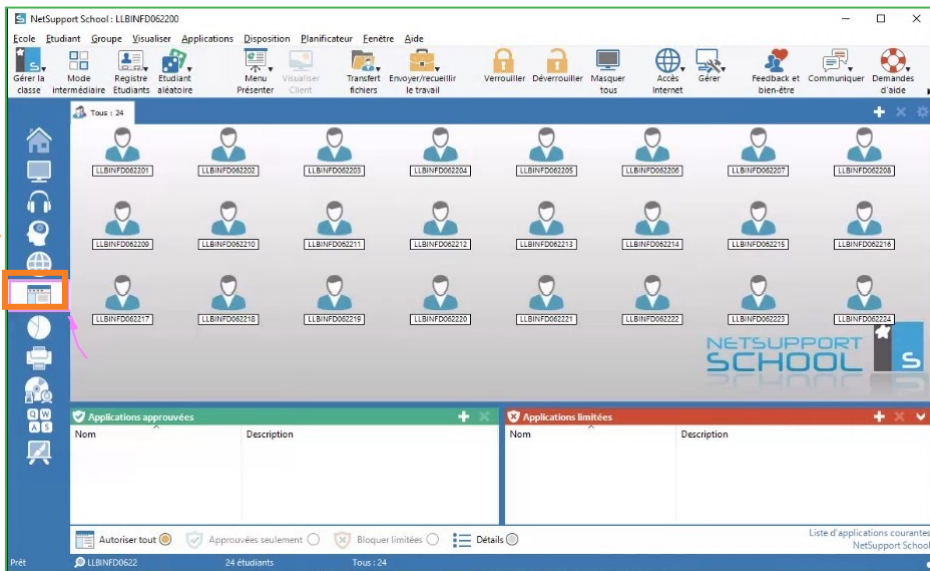 NetSupport School : LLBINFD062200
Ecole Etudiant Groupe Visualiser Applications Disposition Planificateur Fenêtre Aide
Gérer la classe
Mode intermédiaire
Registre Etudiants
Etudiant aléatoire
Menu Présenter
Visualiser Client
Transfert fichiers
Envoyer/recueillir le travail
Verrouiller
Déverrouiller
Masquer tous
Accès Internet
Gérer
Feedback et bien-être
Communiquer
Demandes d'aide
Tous : 24
LLBINFD062201 LLBINFD062202 LLBINFD062203 LLBINFD062204 LLBINFD062205 LLBINFD062206 LLBINFD062207 LLBINFD062208
LLBINFD062209 LLBINFD062210 LLBINFD062211 LLBINFD062212 LLBINFD062213 LLBINFD062214 LLBINFD062215 LLBINFD062216
LLBINFD062217 LLBINFD062218 LLBINFD062219 LLBINFD062220 LLBINFD062221 LLBINFD062222 LLBINFD062223 LLBINFD062224
NETSUPPORT
SCHOOL
S
Q W
A S
Applications approuvées
Nom Description
Applications limitées
Nom Description
Autoriser tout Approuvées seulement Bloquer limitées Détails
Liste d'applications courantes
NetSupport School
Prêt LLBINFD0622 24 étudiants Tous : 24